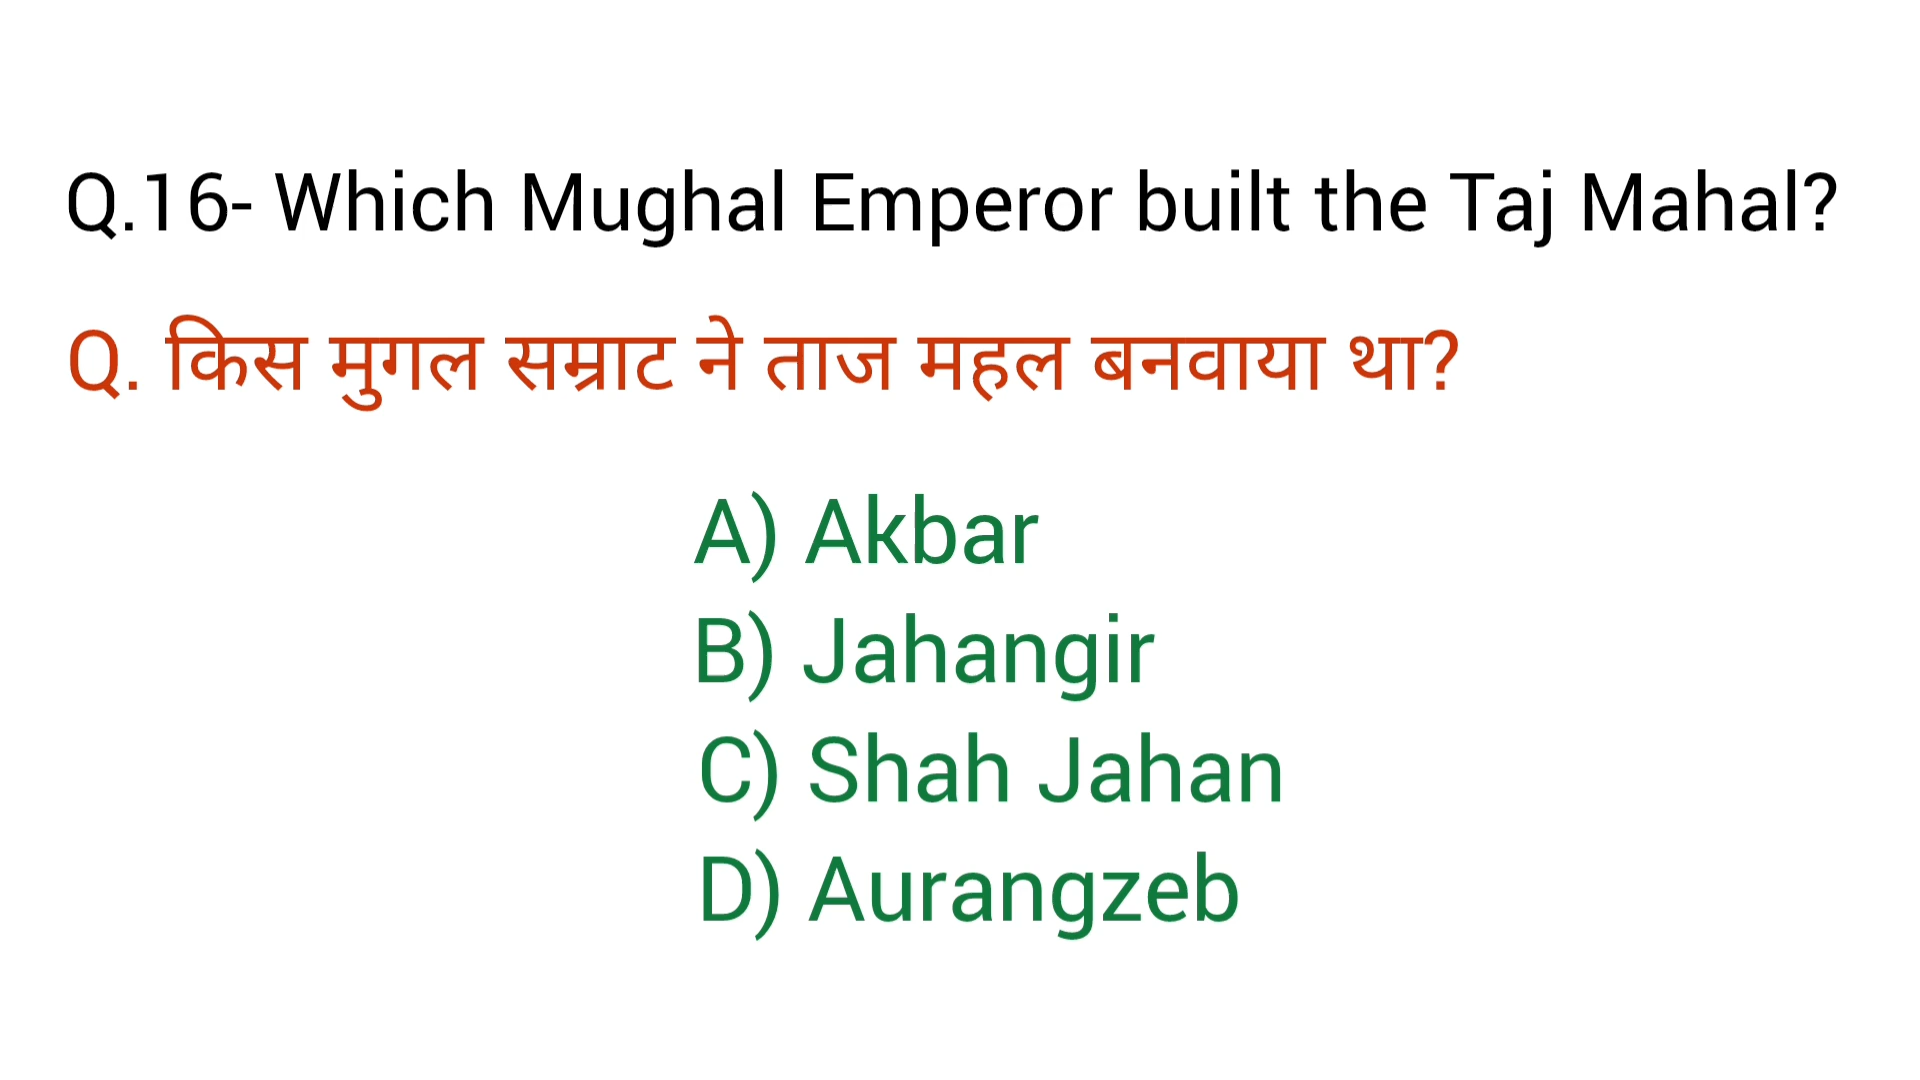 Q.16- Which Mughal Emperor built the Taj Mahal?
Q. किस मुगल सम्राट ने ताज महल बनवाया था?
A) Akbar
B) Jahangir
C) Shah Jahan
D) Aurangzeb